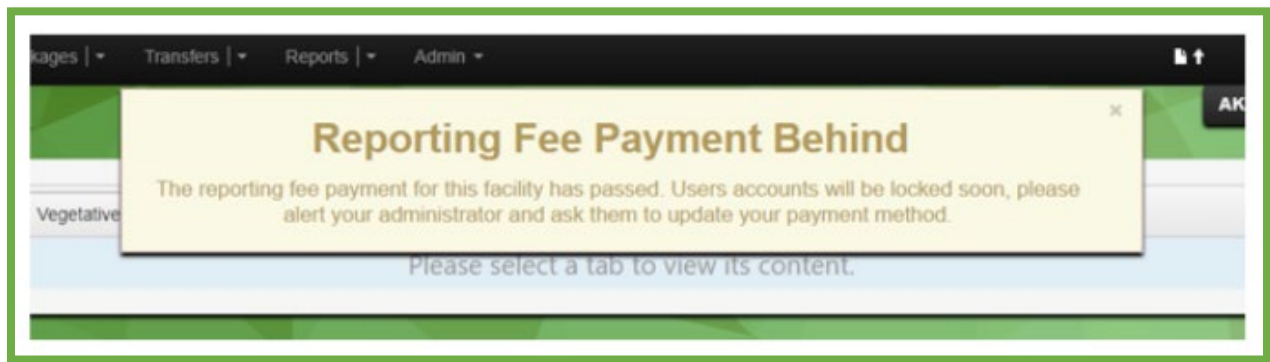 kages | Transfers | Reports | Admin
AK
Reporting Fee Payment Behind
×
The reporting fee payment for this facility has passed. Users accounts will be locked soon, please
alert your administrator and ask them to update your payment method.
Vegetative
Please select a tab to view its content.